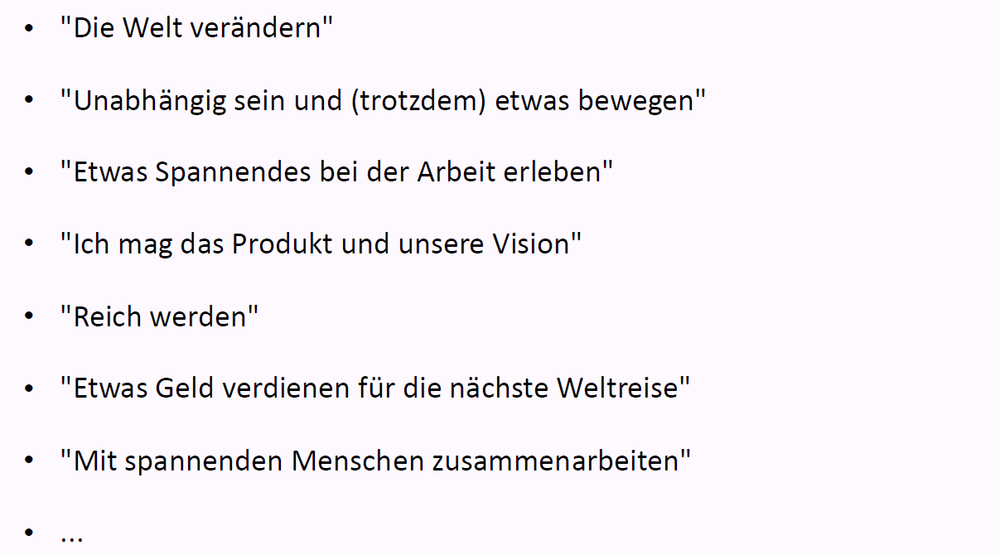 • "Die Welt verändern"
• "Unabhängig sein und (trotzdem) etwas bewegen"
• "Etwas Spannendes bei der Arbeit erleben"
• "Ich mag das Produkt und unsere Vision"
• "Reich werden"
• "Etwas Geld verdienen für die nächste Weltreise"
• "Mit spannenden Menschen zusammenarbeiten"
• ...